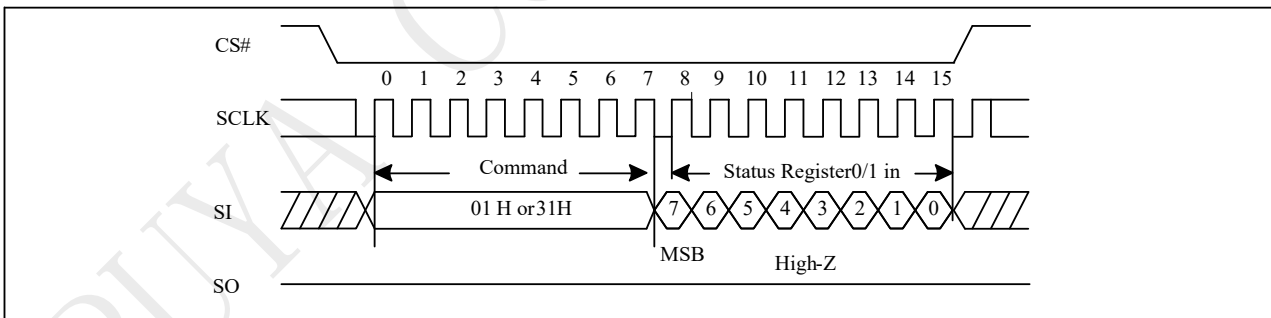 CS#
0 1 2 3 4 5 6 7 8 9 10 11 12 13 14 15
SCLK
Command
Status Register0/1 in
SI
01 H or31H
7 6 5 4 3 2 1 0
MSB
High-Z
SO
PUYA